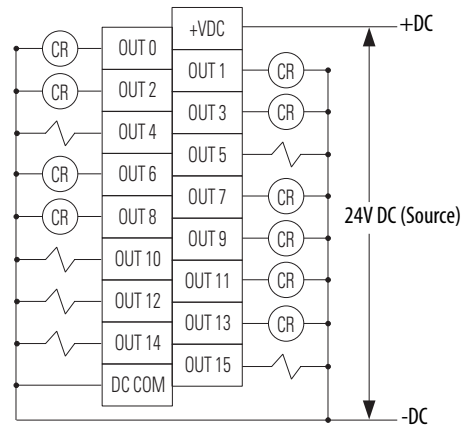 +VDC
+DC
CR
OUT 0
OUT 1
CR
CR
OUT 2
OUT 3
CR
OUT 4
OUT 5
CR
OUT 6
OUT 7
CR
CR
OUT 8
OUT 9
CR
24V DC (Source)
OUT 10
OUT 11
CR
OUT 12
OUT 13
CR
OUT 14
OUT 15
DC COM
-DC